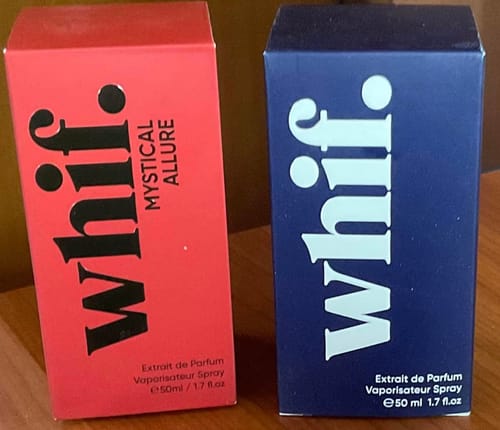 whif.
MYSTICAL
ALLURE
Extrait de Parfum
Vaporisateur Spray
℮50ml / 1.7 fl.oz
whif.
Extrait de Parfum
Vaporisateur Spray
℮50 ml 1.7 fl.oz